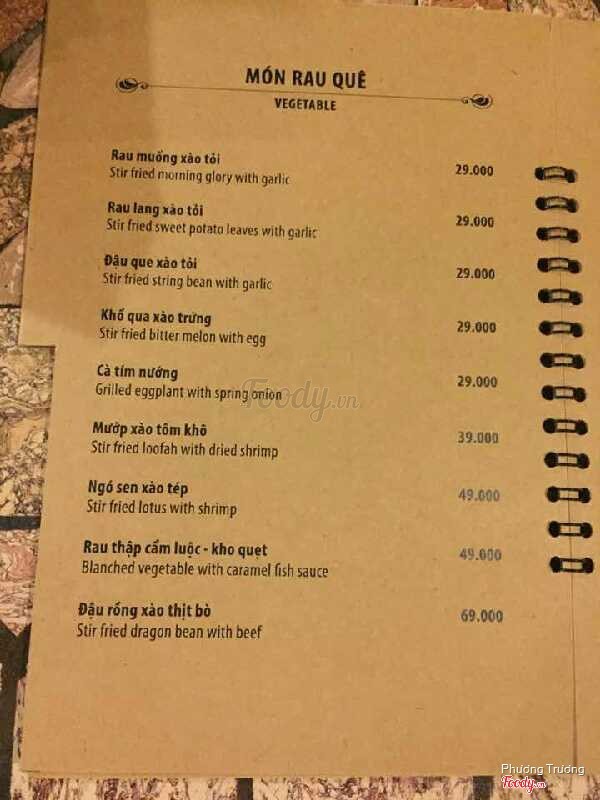 MÓN RAU QUÊ
VEGETABLE
Rau muống xào tỏi
Stir fried morning glory with garlic
29.000
Rau lang xào tỏi
Stir fried sweet potato leaves with garlic
29.000
Đậu que xào tỏi
Stir fried string bean with garlic
29.000
Khổ qua xào trứng
Stir fried bitter melon with egg
29.000
Cà tím nướng
Grilled eggplant with spring onion
29.000
Foody.vn
Mướp xào tôm khô
Stir fried loofah with dried shrimp
39.000
Ngó sen xào tép
Stir fried lotus with shrimp
49.000
Rau thập cẩm luộc - kho quẹt
Blanched vegetable with caramel fish sauce
49.000
Đậu rồng xào thịt bò
Stir fried dragon bean with beef
69.000
Phương Trương
Foody.vn